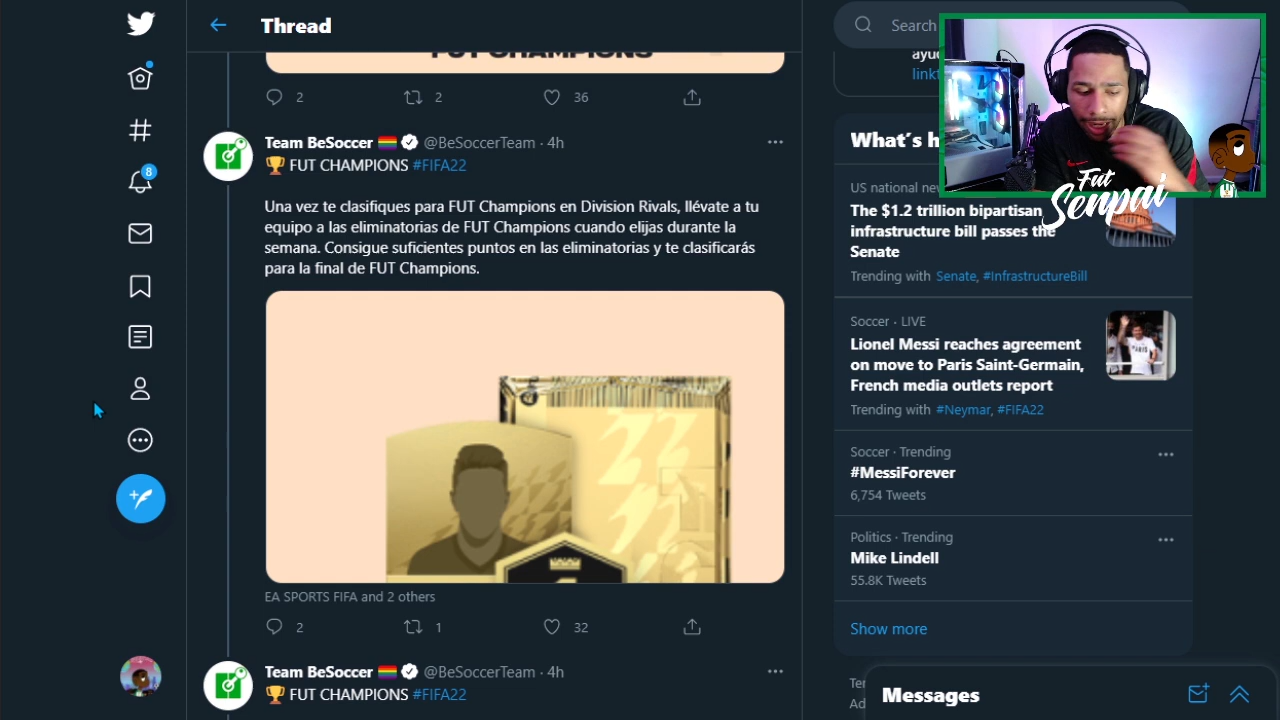 Thread
FUT CHAMPIONS
2
2
36
Team BeSoccer @BeSoccerTeam · 4h
🏆 FUT CHAMPIONS #FIFA22
Una vez te clasifiques para FUT Champions en Division Rivals, llévate a tu
equipo a las eliminatorias de FUT Champions cuando elijas durante la
semana. Consigue suficientes puntos en las eliminatorias y te clasificarás
para la final de FUT Champions.
EA SPORTS FIFA and 2 others
2
1
32
Team BeSoccer @BeSoccerTeam · 4h
🏆 FUT CHAMPIONS #FIFA22
8
Search
ayu
link
What's h
US national ne
The $1.2 trillion bipartisan
infrastructure bill passes the
Senate
Trending with Senate, #InfrastructureBill
Soccer · LIVE
Lionel Messi reaches agreement
on move to Paris Saint-Germain,
French media outlets report
Trending with #Neymar, #FIFA22
Soccer · Trending
#MessiForever
6,754 Tweets
Politics · Trending
Mike Lindell
55.8K Tweets
Show more
Ter
Ad
Messages
Fut
Senpai